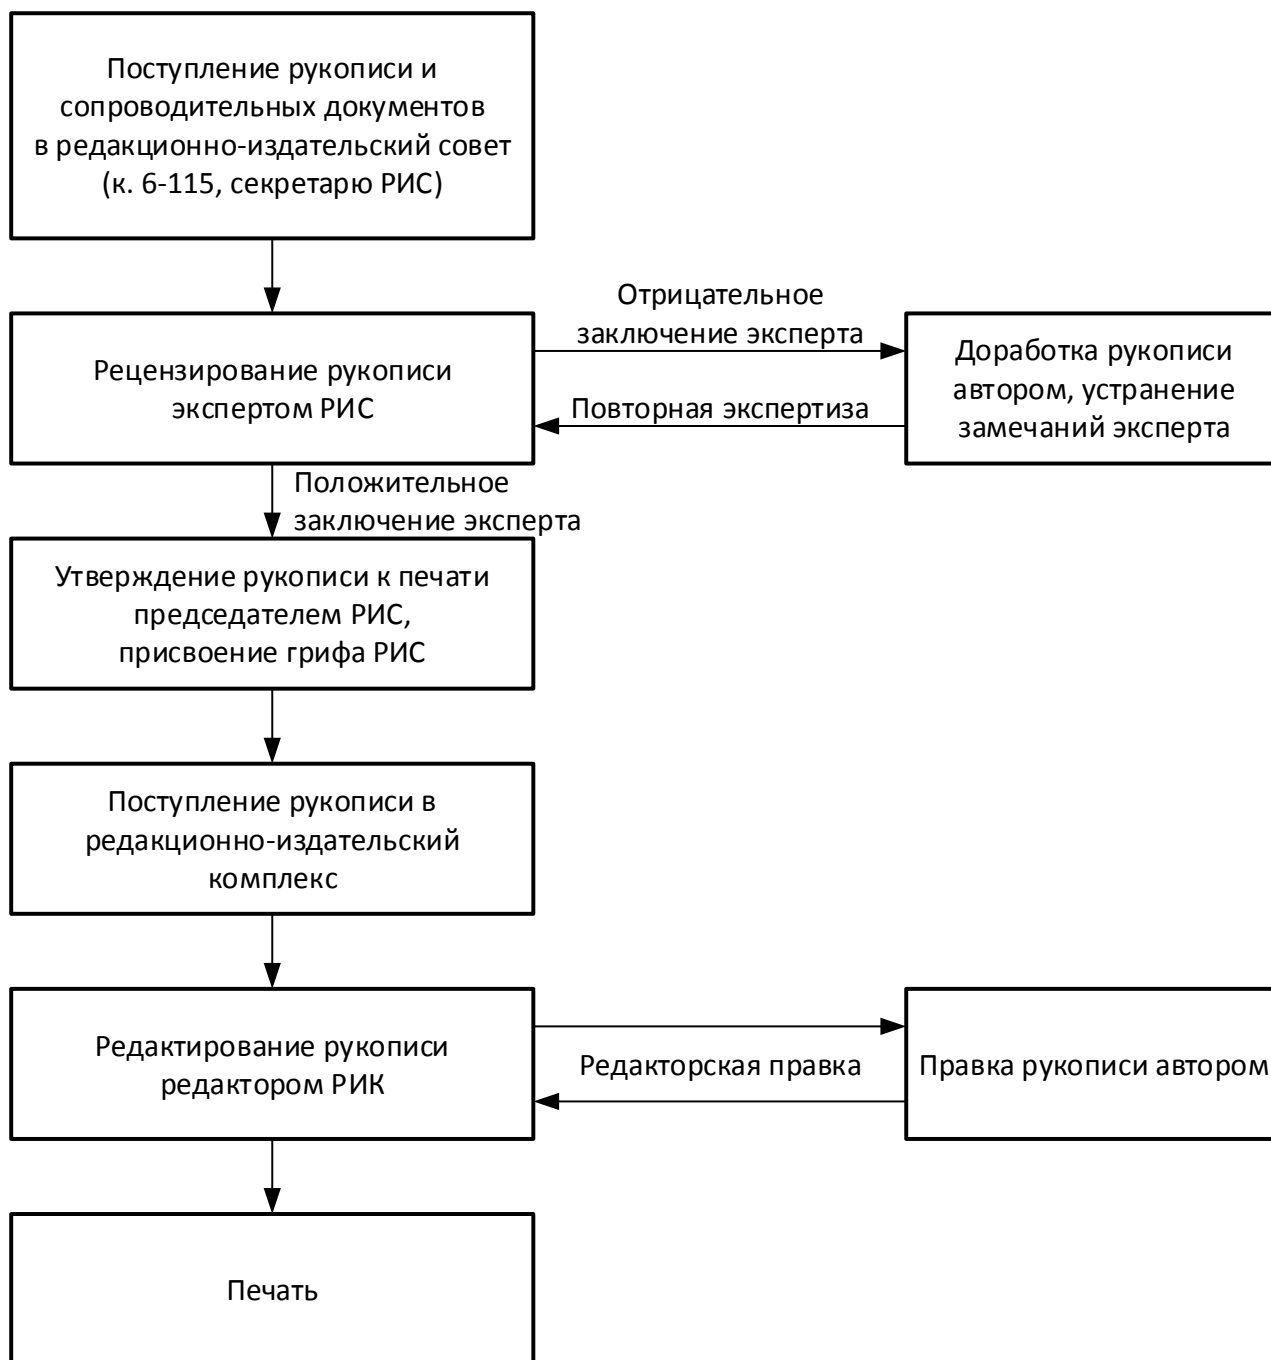 Поступление рукописи и
сопроводительных документов
в редакционно-издательский совет
(к. 6-115, секретарю РИС)
Отрицательное
заключение эксперта
Рецензирование рукописи
экспертом РИС
Доработка рукописи
автором, устранение
замечаний эксперта
Повторная экспертиза
Положительное
заключение эксперта
Утверждение рукописи к печати
председателем РИС,
присвоение грифа РИС
Поступление рукописи в
редакционно-издательский
комплекс
Редактирование рукописи
редактором РИК
Редакторская правка
Правка рукописи автором
Печать